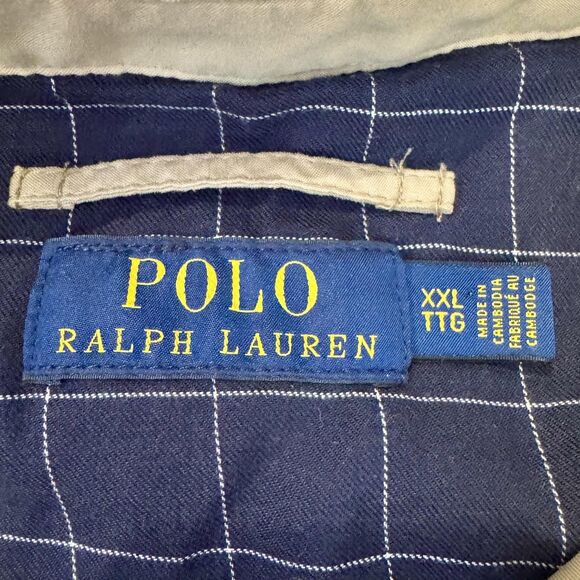 POLO
RALPH LAUREN
XXL
TTG
MADE IN
CAMBODIA
FABRIQUÉ AU
CAMBODGE